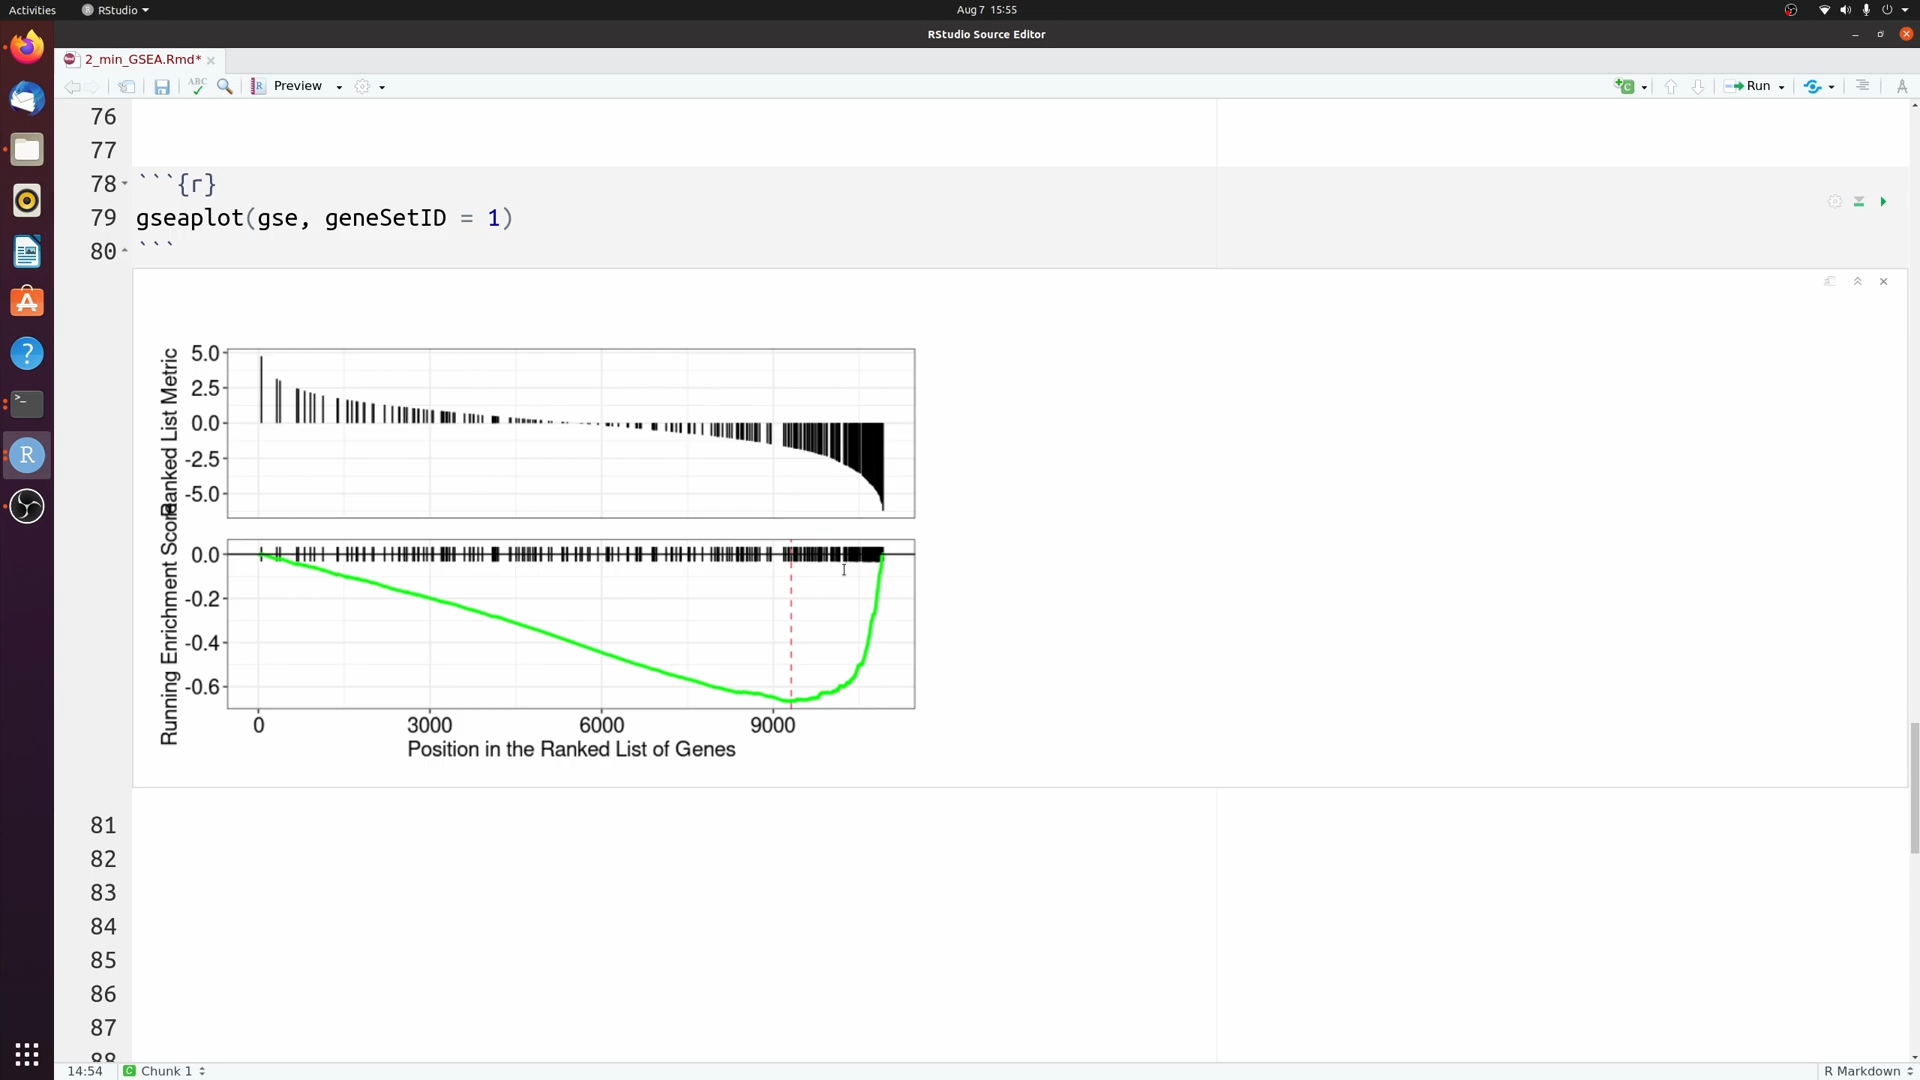 Activities RStudio Aug 7 15:55
RStudio Source Editor
2_min_GSEA.Rmd*
ABC R Preview C Run
76
77
78 ```{r}
79 gseaplot(gse, geneSetID = 1)
80 ```
Ranked List Metric
5.0
2.5
0.0
-2.5
-5.0
Running Enrichment Score
0.0
-0.2
-0.4
-0.6
0 3000 6000 9000
Position in the Ranked List of Genes
81
82
83
84
85
86
87
88
14:54 C Chunk 1 R Markdown